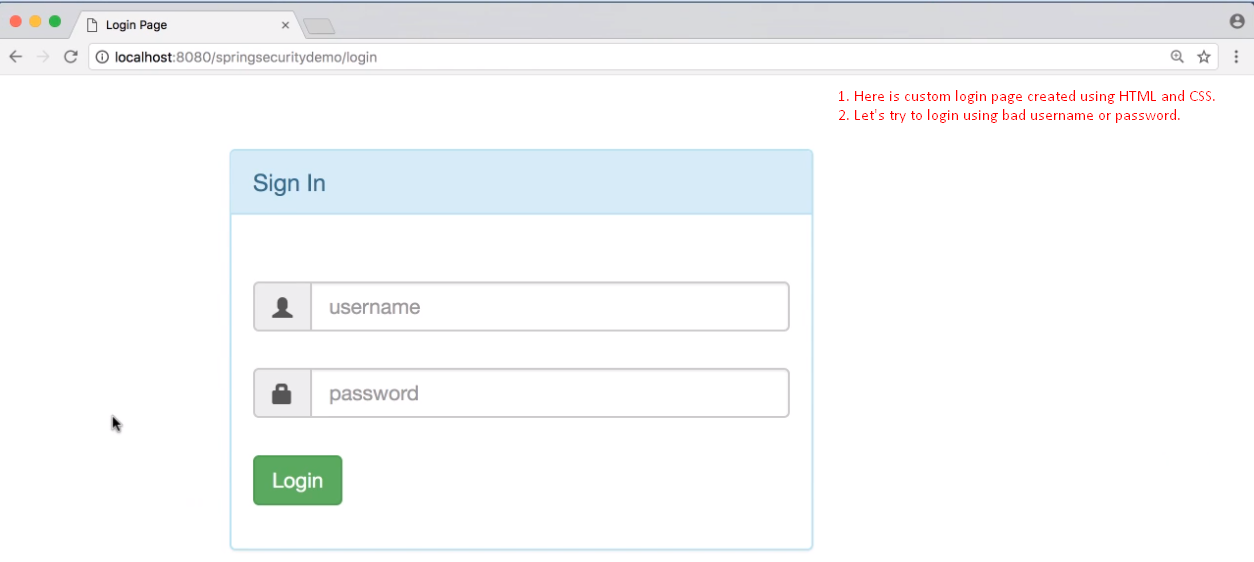 Login Page
localhost:8080/springsecuritydemo/login
1. Here is custom login page created using HTML and CSS.
2. Let's try to login using bad username or password.
Sign In
username
password
Login